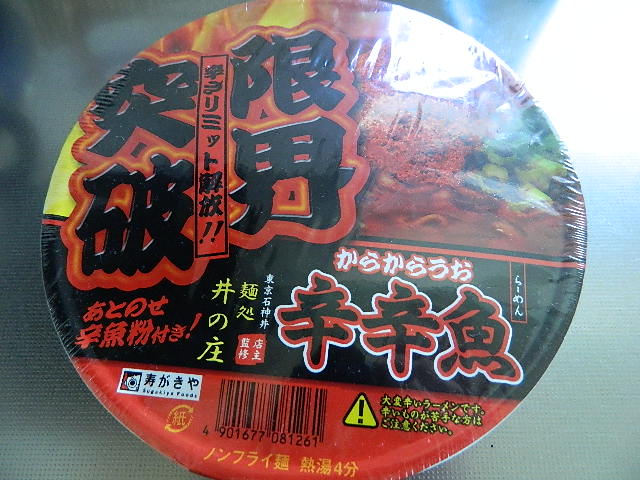 限界
突破
辛さリミット解放!!
からからうお
辛辛魚
らーめん
東京石神井
麺処
井の庄
店主
監修
あとのせ
辛魚粉付き!
寿がきや
Sugakiya Foods
紙
4 901677 081261
大変辛いラーメンです。
辛いものが苦手な方は
ご注意ください。
ノンフライ麺 熱湯4分